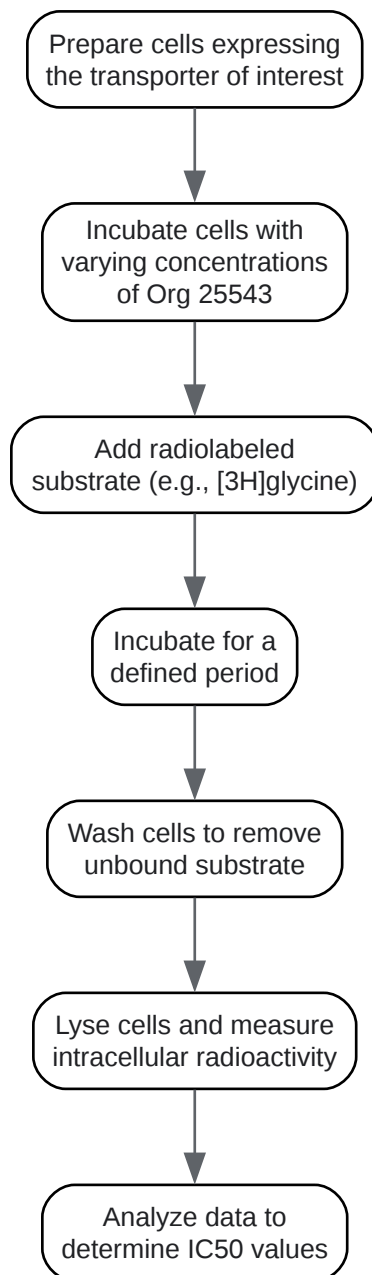 Prepare cells expressing
the transporter of interest
Incubate cells with
varying concentrations
of Org 25543
Add radiolabeled
substrate (e.g., [3H]glycine)
Incubate for a
defined period
Wash cells to remove
unbound substrate
Lyse cells and measure
intracellular radioactivity
Analyze data to
determine IC50 values